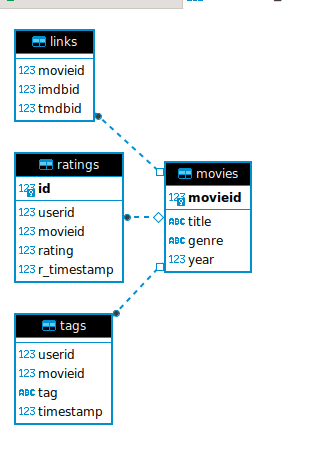 links
123 movieid
123 imdbid
123 tmdbid
ratings
123 id
123 userid
123 movieid
123 rating
123 r_timestamp
movies
123 movieid
ABC title
ABC genre
123 year
tags
123 userid
123 movieid
ABC tag
123 timestamp